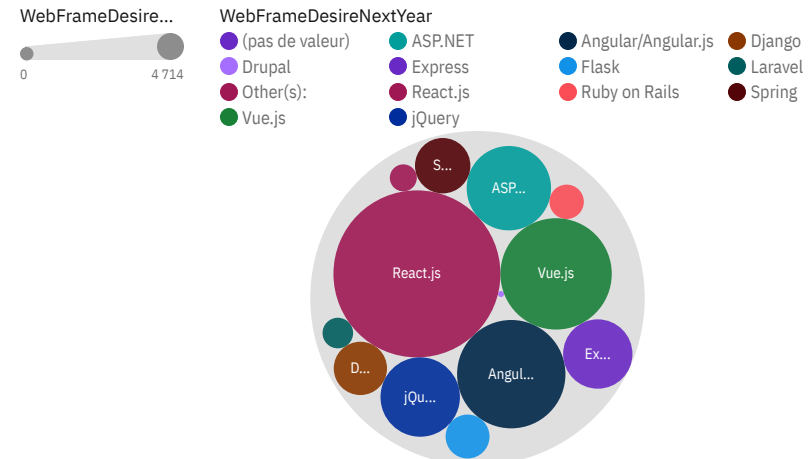 WebFrameDesire...
0
4 714
WebFrameDesireNextYear
(pas de valeur)
ASP.NET
Angular/Angular.js
Django
Drupal
Express
Flask
Laravel
Other(s):
React.js
Ruby on Rails
Spring
Vue.js
jQuery
S...
ASP...
React.js
Vue.js
Ex...
D...
Angul...
jQu...